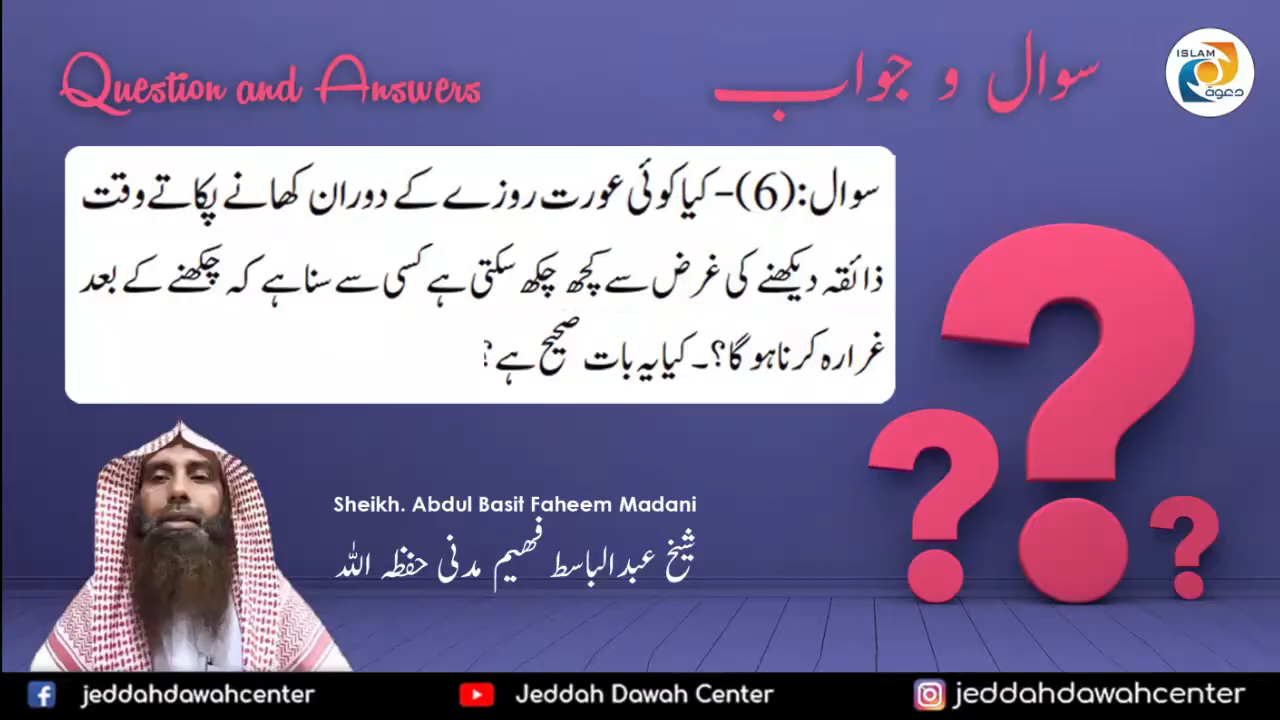 Question and Answers
سوال و جواب
ISLAM
دعوة
سوال:(6)- کیا کوئی عورت روزے کے دوران کھانے پکاتے وقت
ذائقہ دیکھنے کی غرض سے کچھ چکھ سکتی ہے کسی سے سنا ہے کہ چکھنے کے بعد
غرارہ کرنا ہوگا؟۔ کیا یہ بات صحیح ہے؟
Sheikh. Abdul Basit Faheem Madani
شیخ عبدالباسط فہیم مدنی حفظہ اللہ
jeddahdawahcenter
Jeddah Dawah Center
jeddahdawahcenter